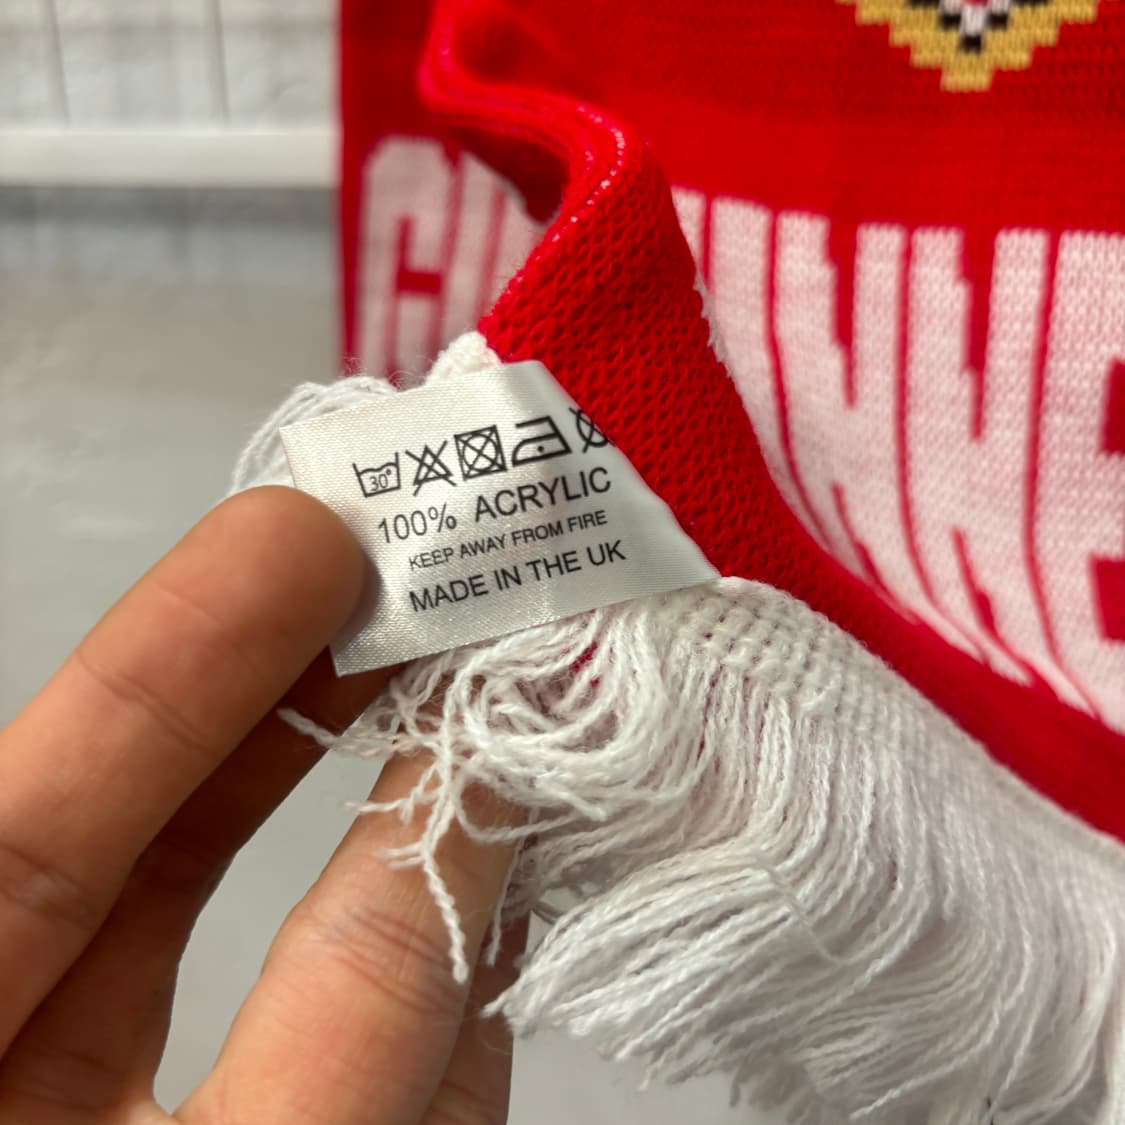 30°
100% ACRYLIC
KEEP AWAY FROM FIRE
MADE IN THE UK